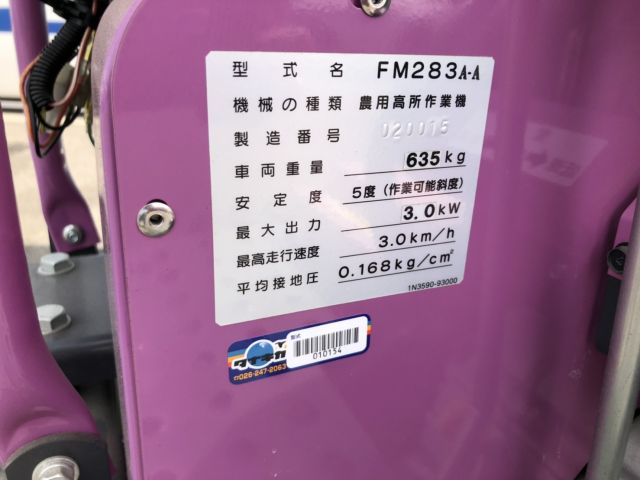 型式名 FM283A-A
機械の種類 農用高所作業機
製造番号 020015
車両重量 635kg
安定度 5度(作業可能斜度)
最大出力 3.0kW
最高走行速度 3.0km/h
平均接地圧 0.168kg/cm²
1N3590-93000
型式
010154
☎026-247-2063